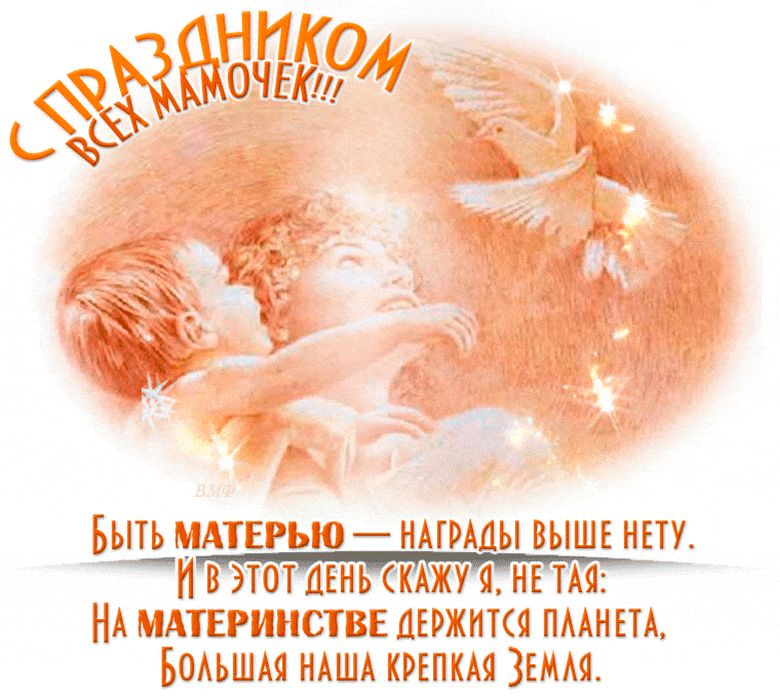 С ПРАЗДНИКОМ
ВСЕХ МАМОЧЕК!!!
ВМФ
Быть МАТЕРЬЮ — награды выше нету.
И в этот день скажу я, не тая:
На МАТЕРИНСТВЕ держится планета,
Большая наша крепкая Земля.